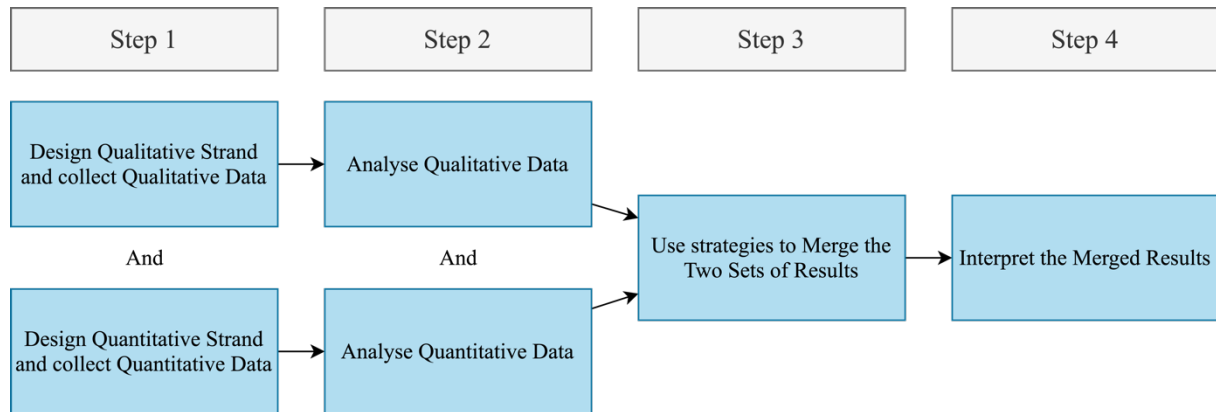 Step 1
Step 2
Step 3
Step 4
Design Qualitative Strand
and collect Qualitative Data
Analyse Qualitative Data
And
And
Use strategies to Merge the
Two Sets of Results
Interpret the Merged Results
Design Quantitative Strand
and collect Quantitative Data
Analyse Quantitative Data